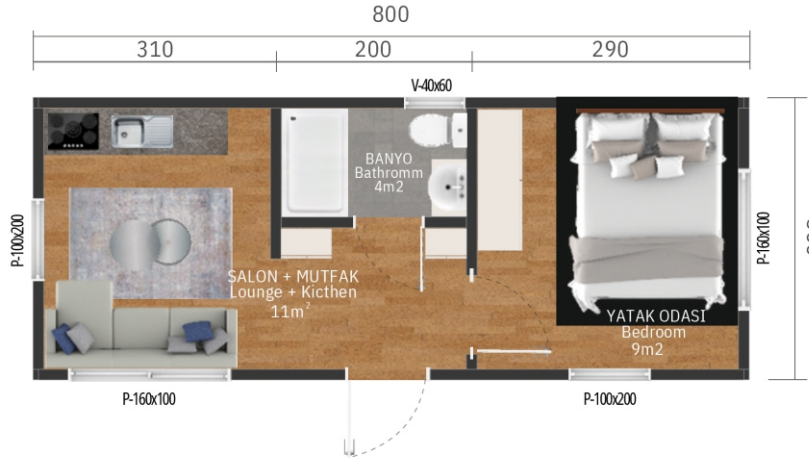 800
310
200
290
V-40x60
BANYO
Bathromm
4m2
P-100x200
P-160x100
SALON + MUTFAK
Lounge + Kicthen
11m²
YATAK ODASI
Bedroom
9m2
P-160x100
P-100x200